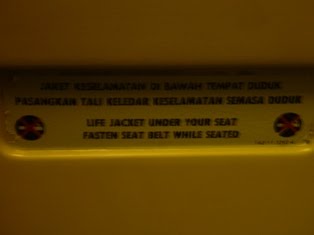 JAKET KESELAMATAN DI BAWAH TEMPAT DUDUK
PASANGKAN TALI KELEDAR KESELAMATAN SEMASA DUDUK
LIFE JACKET UNDER YOUR SEAT
FASTEN SEAT BELT WHILE SEATED